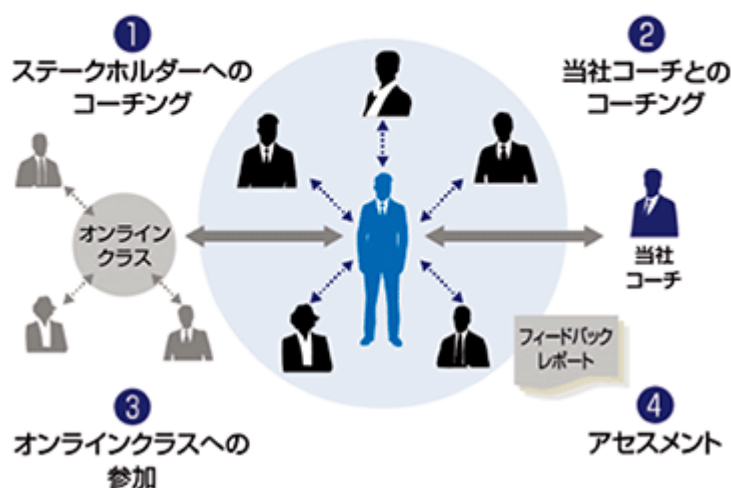 1
ステークホルダーへの
コーチング
2
当社コーチとの
コーチング
オンライン
クラス
当社
コーチ
フィードバック
レポート
3
オンラインクラスへの
参加
4
アセスメント